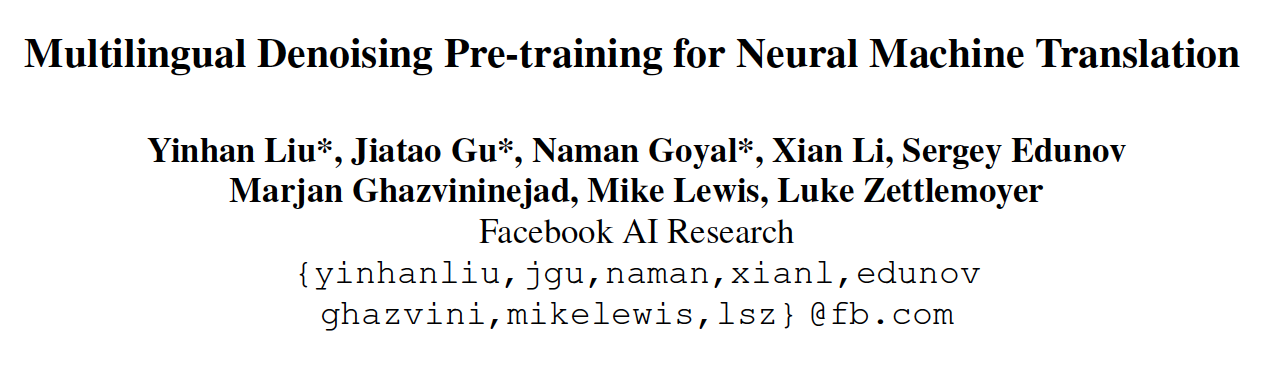 Multilingual Denoising Pre-training for Neural Machine Translation
Yinhan Liu*, Jiatao Gu*, Naman Goyal*, Xian Li, Sergey Edunov
Marjan Ghazvininejad, Mike Lewis, Luke Zettlemoyer
Facebook AI Research
{yinhanliu,jgu,naman,xianl,edunov
ghazvini,mikelewis,lsz} @fb.com